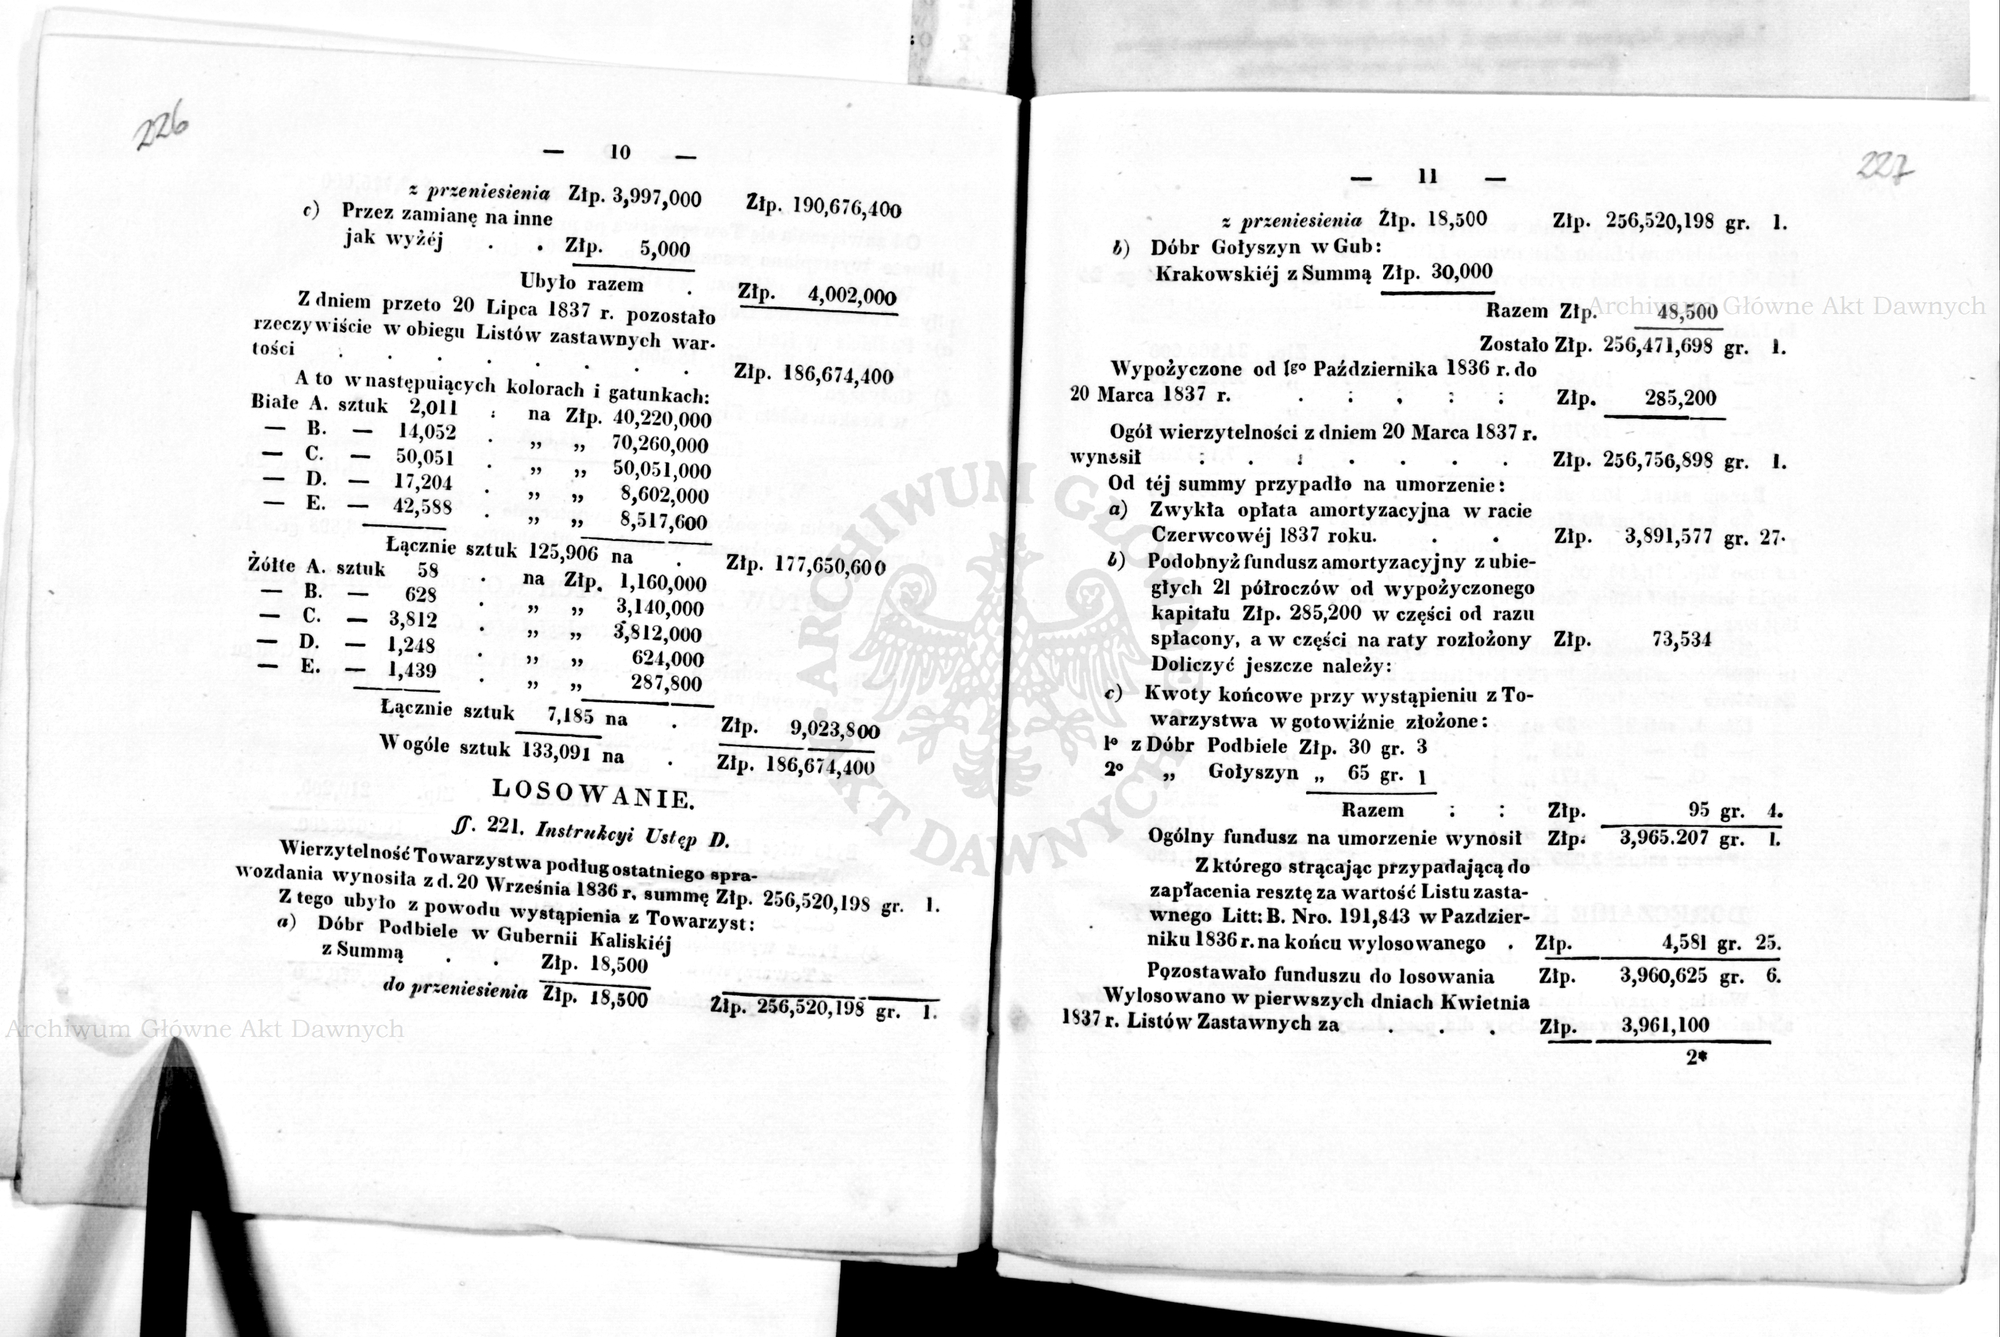 226
— 10 —
z przeniesienia Złp. 3,997,000 Złp. 190,676,400
c) Przez zamianę na inne
jak wyżéj . . Złp. 5,000
Ubyło razem . Złp. 4,002,000
Z dniem przeto 20 Lipca 1837 r. pozostało
rzeczywiście w obiegu Listów zastawnych war-
tości . . . . . . . . Złp. 186,674,400
A to w następuiących kolorach i gatunkach:
Białe A. sztuk 2,011 . na Złp. 40,220,000
— B. — 14,052 . „ „ 70,260,000
— C. — 50,051 . „ „ 50,051,000
— D. — 17,204 . „ „ 8,602,000
— E. — 42,588 . „ „ 8,517,600
Łącznie sztuk 125,906 na . Złp. 177,650,600
Żółte A. sztuk 58 . na Złp. 1,160,000
— B. — 628 . „ „ 3,140,000
— C. — 3,812 . „ „ 3,812,000
— D. — 1,248 . „ „ 624,000
— E. — 1,439 . „ „ 287,800
Łącznie sztuk 7,185 na . Złp. 9,023,800
W ogóle sztuk 133,091 na . Złp. 186,674,400
LOSOWANIE.
§. 221. Instrukcyi Ustęp D.
Wierzytelność Towarzystwa podług ostatniego spra-
wozdania wynosiła z d. 20 Września 1836 r. summę Złp. 256,520,198 gr. 1.
Z tego ubyło z powodu wystąpienia z Towarzyst:
a) Dóbr Podbiele w Gubernii Kaliskiéj
z Summą . . Złp. 18,500
do przeniesienia Złp. 18,500 Złp. 256,520,198 gr. 1.
Archiwum Główne Akt Dawnych
227
— 11 —
z przeniesienia Złp. 18,500 Złp. 256,520,198 gr. 1.
b) Dóbr Gołyszyn w Gub:
Krakowskiéj z Summą Złp. 30,000
Razem Złp. 48,500
Archiwum Główne Akt Dawnych
Zostało Złp. 256,471,698 gr. 1.
Wypożyczone od 1go Października 1836 r. do
20 Marca 1837 r. . : . : : Złp. 285,200
Ogół wierzytelności z dniem 20 Marca 1837 r.
wynosił : . : . . . . Złp. 256,756,898 gr. 1.
Od téj summy przypadło na umorzenie:
a) Zwykła opłata amortyzacyjna w racie
Czerwcowéj 1837 roku. . . Złp. 3,891,577 gr. 27.
b) Podobnyż fundusz amortyzacyjny z ubie-
głych 21 półroczów od wypożyczonego
kapitału Złp. 285,200 w części od razu
spłacony, a w części na raty rozłożony Złp. 73,534
Doliczyć jeszcze należy:
c) Kwoty końcowe przy wystąpieniu z To-
warzystwa w gotowiźnie złożone:
1o z Dóbr Podbiele Złp. 30 gr. 3
2o „ Gołyszyn „ 65 gr. 1
Razem : : Złp. 95 gr. 4.
Ogólny fundusz na umorzenie wynosił Złp. 3,965.207 gr. 1.
Z którego strącając przypadającą do
zapłacenia resztę za wartość Listu zasta-
wnego Litt: B. Nro. 191,843 w Pazdzier-
niku 1836 r. na końcu wylosowanego . Złp. 4,581 gr. 25.
Pozostawało funduszu do losowania Złp. 3,960,625 gr. 6.
Wylosowano w pierwszych dniach Kwietnia
1837 r. Listów Zastawnych za . . . Złp. 3,961,100
2*
ARCHIWUM GŁÓWNE AKT DAWNYCH